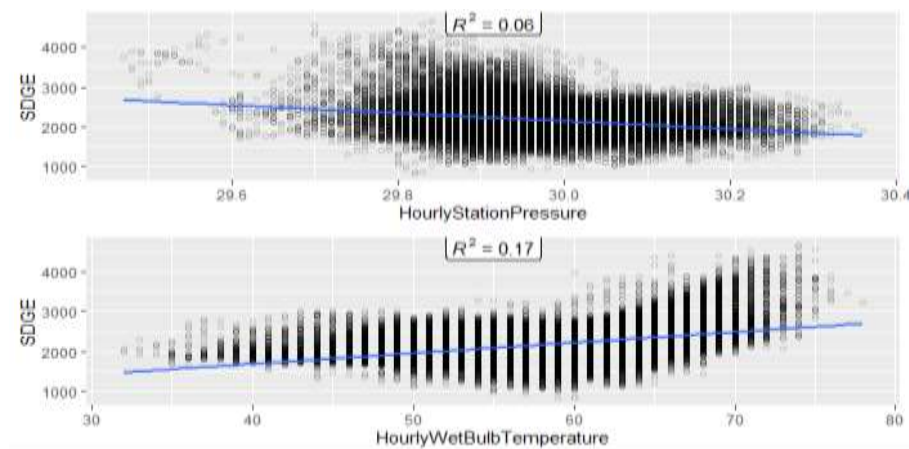 R² = 0.06
SDGE
4000
3000
2000
1000
29.6 29.8 30.0 30.2 30.4
HourlyStationPressure
R² = 0.17
SDGE
4000
3000
2000
1000
30 40 50 60 70 80
HourlyWetBulbTemperature